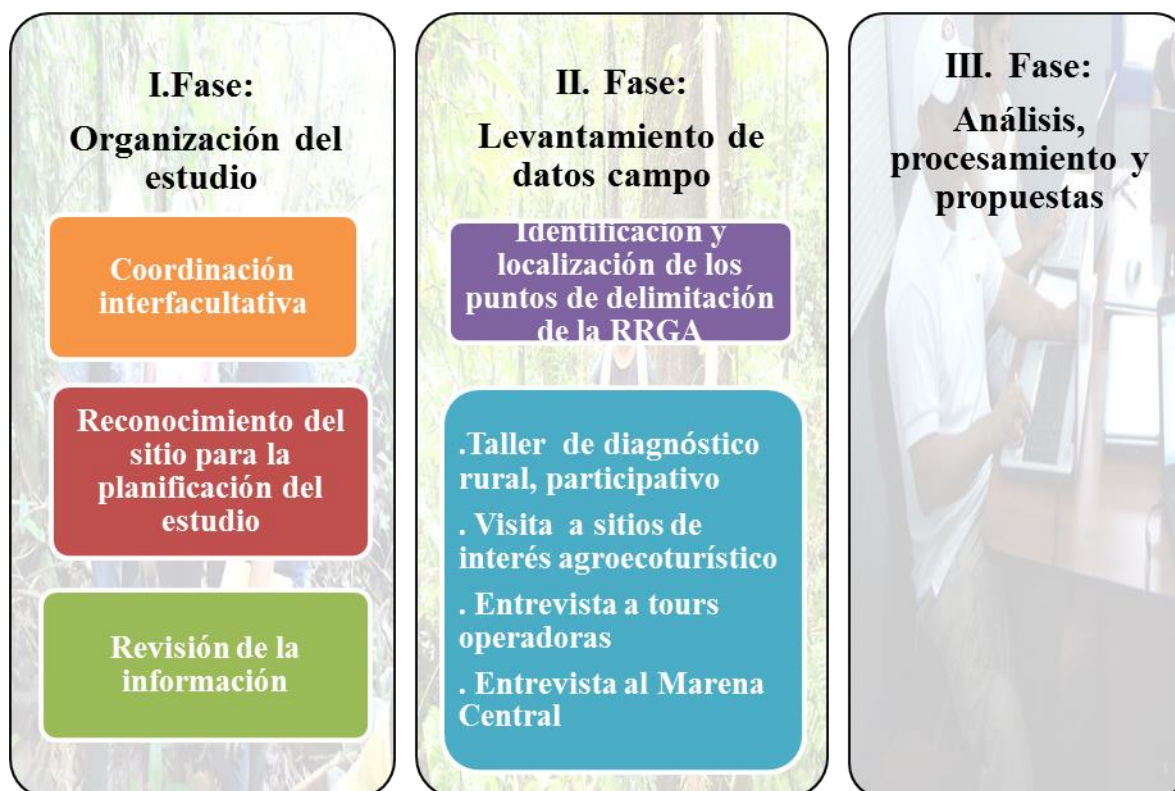 I.Fase:
Organización del
estudio
Coordinación
interfacultativa
Reconocimiento del
sitio para la
planificación del
estudio
Revisión de la
información
II. Fase:
Levantamiento de
datos campo
Identificación y
localización de los
puntos de delimitación
de la RRGA
.Taller de diagnóstico
rural, participativo
. Visita a sitios de
interés agroecoturístico
. Entrevista a tours
operadoras
. Entrevista al Marena
Central
III. Fase:
Análisis,
procesamiento y
propuestas